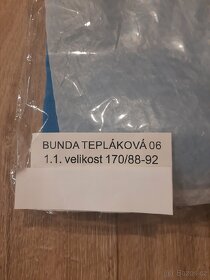 BUNDA TEPLÁKOVÁ 06
1.1. velikost 170/88-92